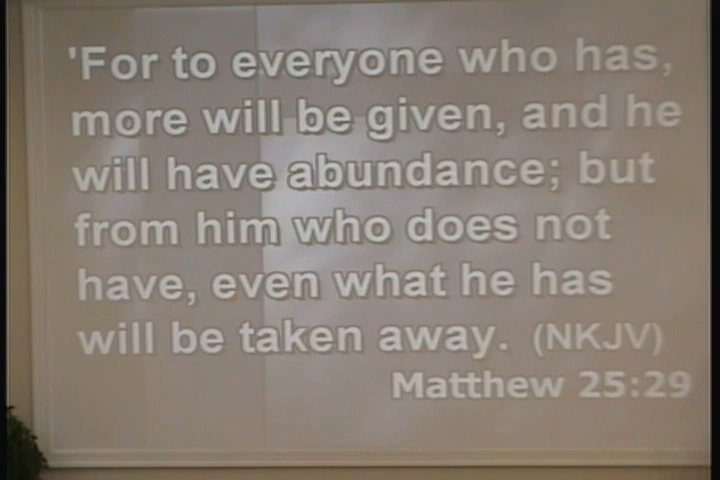 'For to everyone who has,
more will be given, and he
will have abundance; but
from him who does not
have, even what he has
will be taken away. (NKJV)
Matthew 25:29